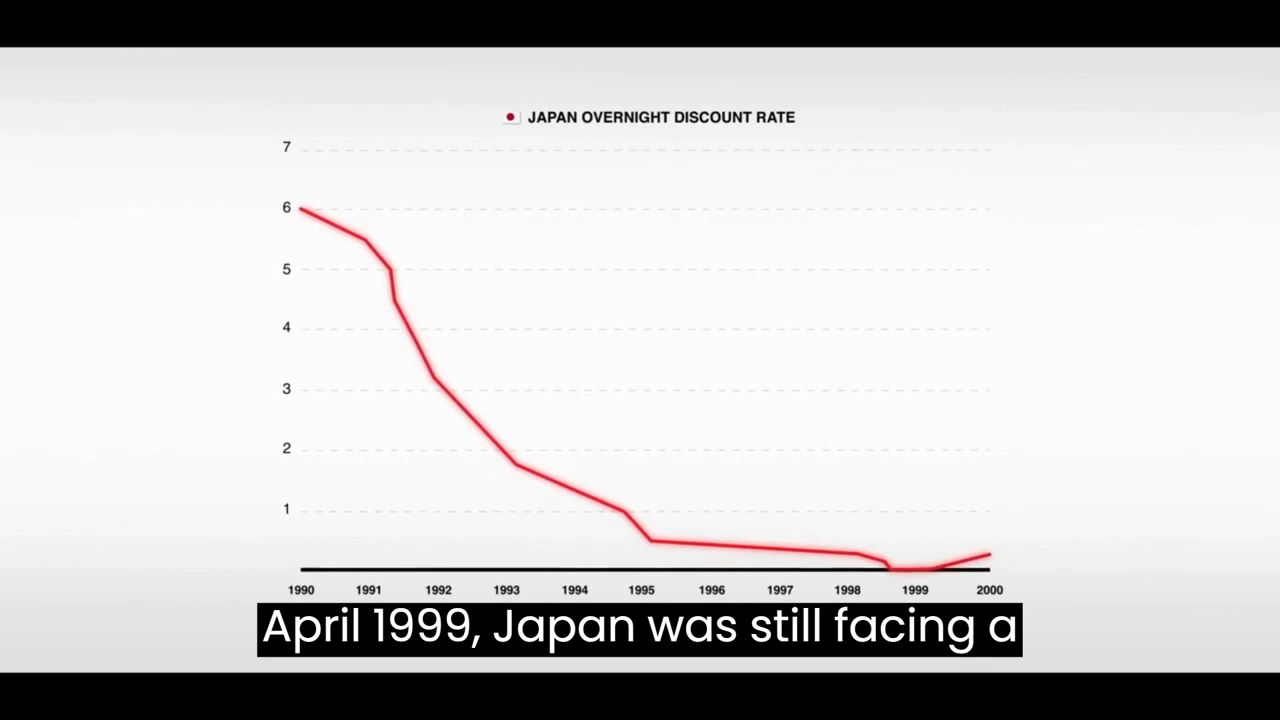 JAPAN OVERNIGHT DISCOUNT RATE
7
6
5
4
3
2
1
1990 1991 1992 1993 1994 1995 1996 1997 1998 1999 2000
April 1999, Japan was still facing a